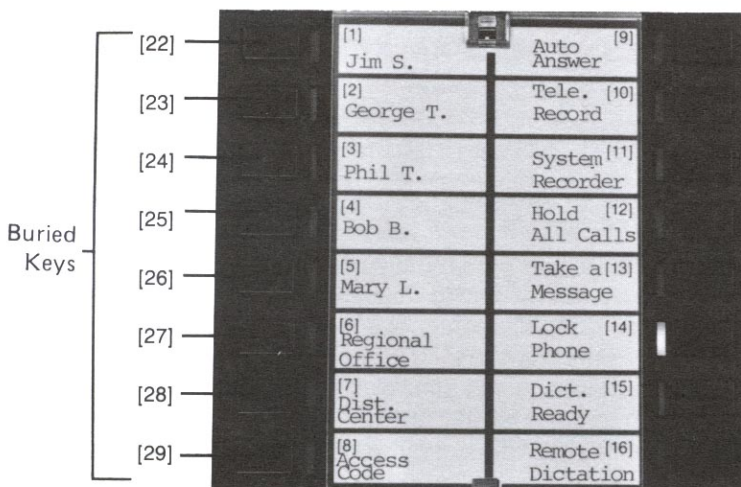 Buried
Keys
[22]
[23]
[24]
[25]
[26]
[27]
[28]
[29]
[1]
Jim S.
[2]
George T.
[3]
Phil T.
[4]
Bob B.
[5]
Mary L.
[6]
Regional
Office
[7]
Dist.
Center
[8]
Access
Code
Auto [9]
Answer
Tele. [10]
Record
System [11]
Recorder
Hold [12]
All Calls
Take a [13]
Message
Lock [14]
Phone
Dict. [15]
Ready
Remote [16]
Dictation